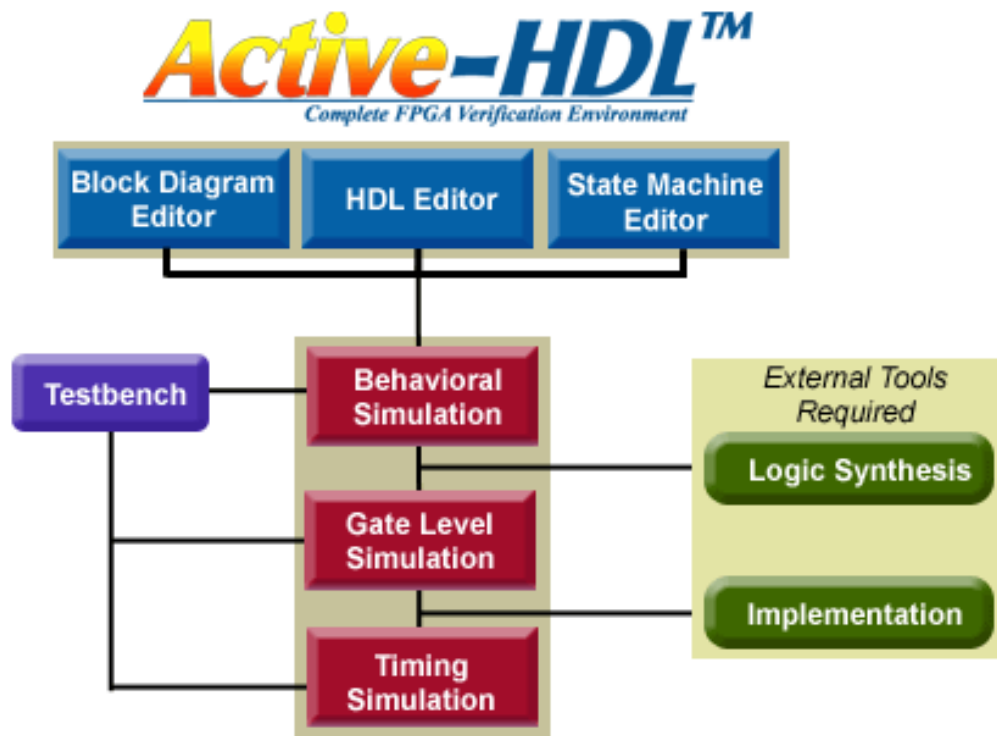 Active-HDL™
Complete FPGA Verification Environment
Block Diagram
Editor
HDL Editor
State Machine
Editor
Testbench
Behavioral
Simulation
External Tools
Required
Logic Synthesis
Gate Level
Simulation
Implementation
Timing
Simulation